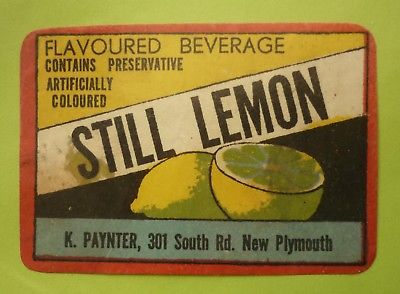 FLAVOURED BEVERAGE
CONTAINS PRESERVATIVE
ARTIFICIALLY
COLOURED
STILL LEMON
K. PAYNTER, 301 South Rd. New Plymouth